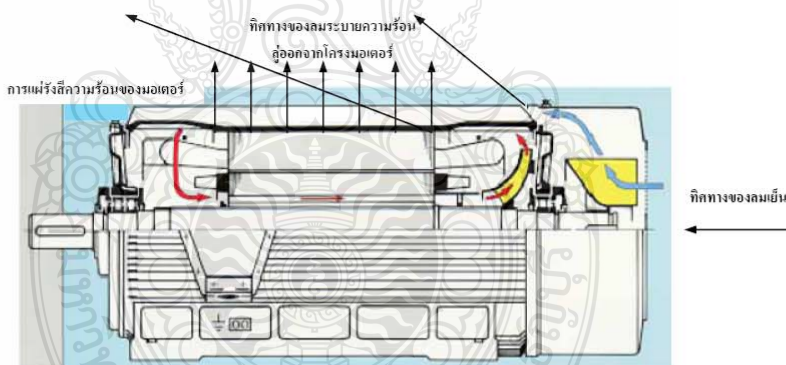 ทิศทางของลมระบายความร้อน
สู่ออกจากโครงมอเตอร์
การแผ่รังสีความร้อนของมอเตอร์
ทิศทางของลมเย็น